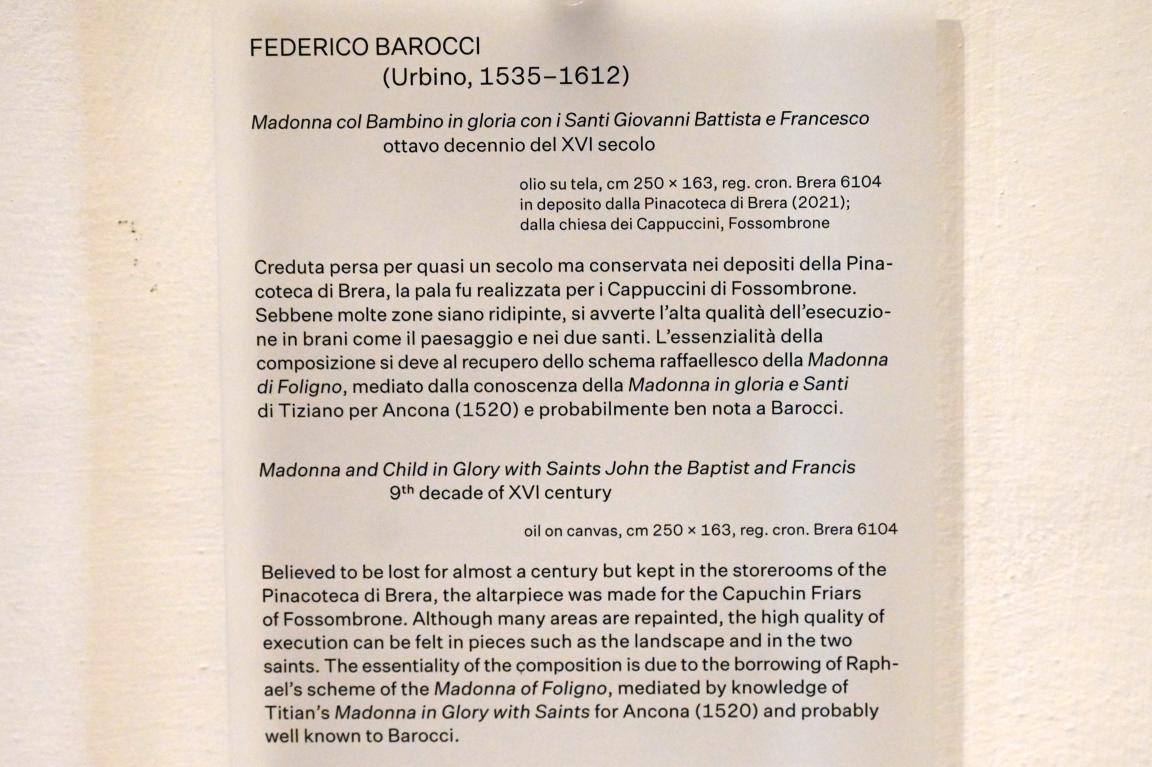 FEDERICO BAROCCI
(Urbino, 1535–1612)
Madonna col Bambino in gloria con i Santi Giovanni Battista e Francesco
ottavo decennio del XVI secolo
olio su tela, cm 250 × 163, reg. cron. Brera 6104
in deposito dalla Pinacoteca di Brera (2021);
dalla chiesa dei Cappuccini, Fossombrone
Creduta persa per quasi un secolo ma conservata nei depositi della Pina-
coteca di Brera, la pala fu realizzata per i Cappuccini di Fossombrone.
Sebbene molte zone siano ridipinte, si avverte l'alta qualità dell'esecuzio-
ne in brani come il paesaggio e nei due santi. L'essenzialità della
composizione si deve al recupero dello schema raffaellesco della Madonna
di Foligno, mediato dalla conoscenza della Madonna in gloria e Santi
di Tiziano per Ancona (1520) e probabilmente ben nota a Barocci.
Madonna and Child in Glory with Saints John the Baptist and Francis
9th decade of XVI century
oil on canvas, cm 250 × 163, reg. cron. Brera 6104
Believed to be lost for almost a century but kept in the storerooms of the
Pinacoteca di Brera, the altarpiece was made for the Capuchin Friars
of Fossombrone. Although many areas are repainted, the high quality of
execution can be felt in pieces such as the landscape and in the two
saints. The essentiality of the composition is due to the borrowing of Raph-
ael's scheme of the Madonna of Foligno, mediated by knowledge of
Titian's Madonna in Glory with Saints for Ancona (1520) and probably
well known to Barocci.